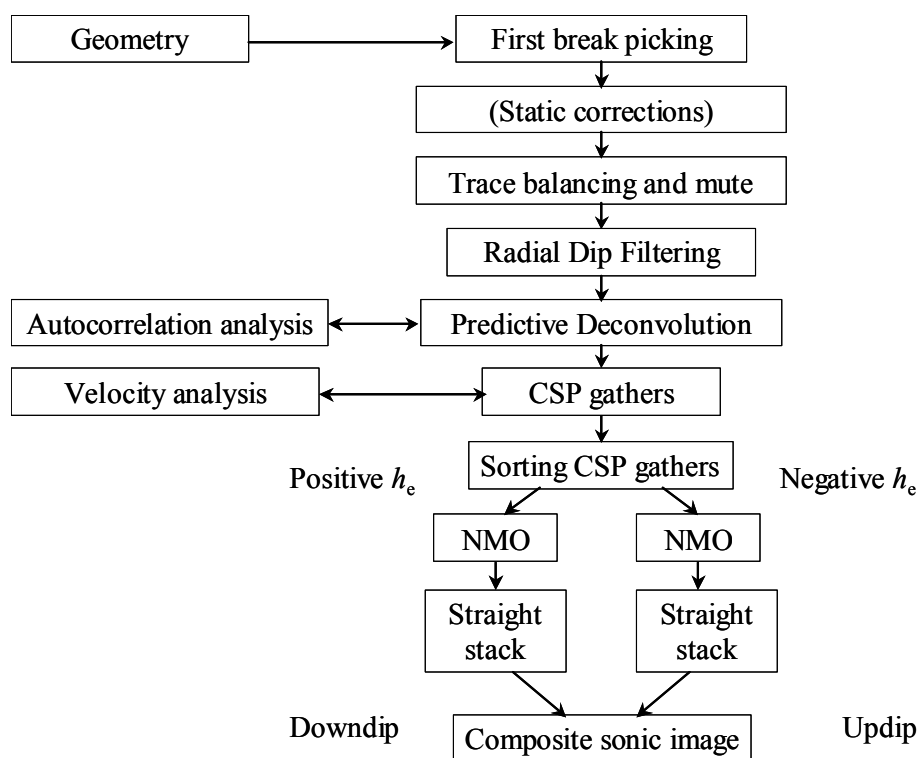 Geometry
First break picking
(Static corrections)
Trace balancing and mute
Radial Dip Filtering
Autocorrelation analysis
Predictive Deconvolution
Velocity analysis
CSP gathers
Sorting CSP gathers
Positive hₑ
Negative hₑ
NMO
NMO
Straight
stack
Straight
stack
Downdip
Updip
Composite sonic image